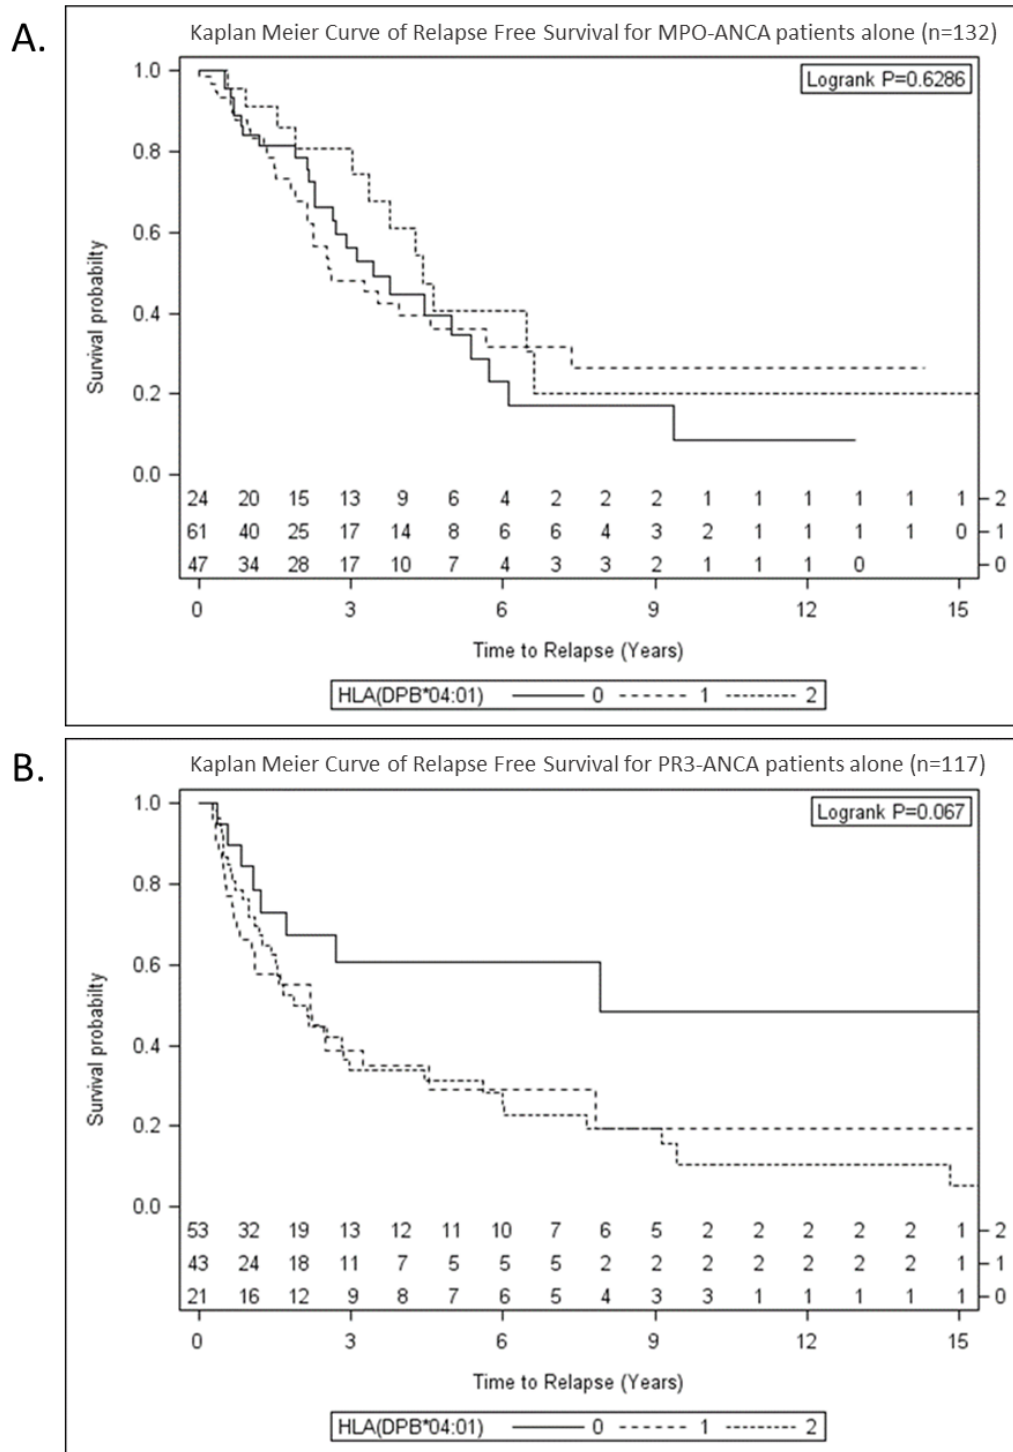 A.
Kaplan Meier Curve of Relapse Free Survival for MPO-ANCA patients alone (n=132)
Logrank P=0.6286
1.0
0.8
0.6
0.4
0.2
0.0
Survival probabilty
24 20 15 13 9 6 4 2 2 2 1 1 1 1 1 1 2
61 40 25 17 14 8 6 6 4 3 2 1 1 1 1 0 1
47 34 28 17 10 7 4 3 3 2 1 1 1 0 0
0 3 6 9 12 15
Time to Relapse (Years)
HLA(DPB*04:01) 0 1 2
B.
Kaplan Meier Curve of Relapse Free Survival for PR3-ANCA patients alone (n=117)
Logrank P=0.067
1.0
0.8
0.6
0.4
0.2
0.0
Survival probabilty
53 32 19 13 12 11 10 7 6 5 2 2 2 2 2 1 2
43 24 18 11 7 5 5 5 2 2 2 2 2 2 2 1 1
21 16 12 9 8 7 6 5 4 3 3 1 1 1 1 1 0
0 3 6 9 12 15
Time to Relapse (Years)
HLA(DPB*04:01) 0 1 2